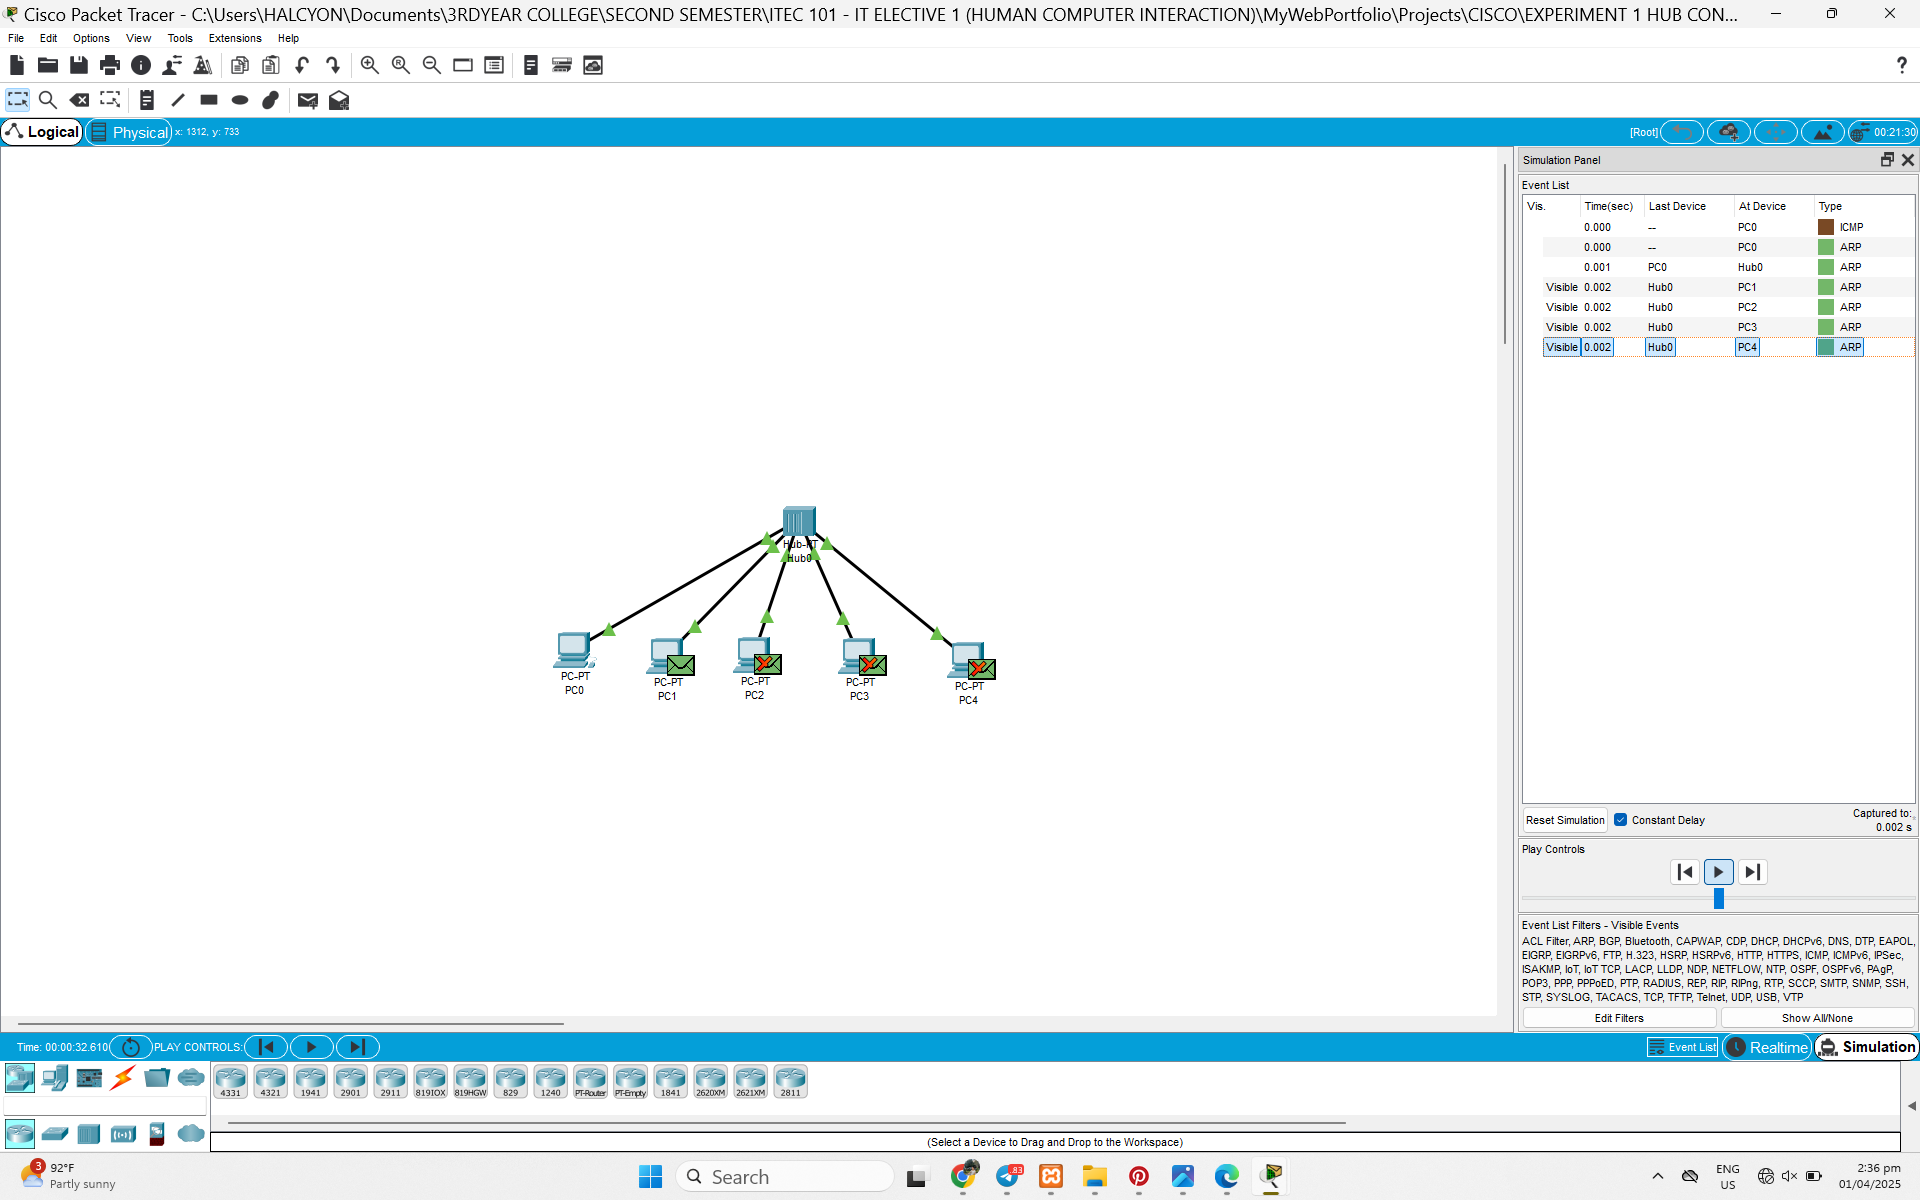 Cisco Packet Tracer - C:\Users\HALCYON\Documents\3RDYEAR COLLEGE\SECOND SEMESTER\ITEC 101 - IT ELECTIVE 1 (HUMAN COMPUTER INTERACTION)\MyWebPortfolio\Projects\CISCO\EXPERIMENT 1 HUB CON...
File Edit Options View Tools Extensions Help
?
Logical Physical x: 1312, y: 733 [Root] 00:21:30
Simulation Panel
Event List
Vis. Time(sec) Last Device At Device Type
0.000 -- PC0 ICMP
0.000 -- PC0 ARP
0.001 PC0 Hub0 ARP
Visible 0.002 Hub0 PC1 ARP
Visible 0.002 Hub0 PC2 ARP
Visible 0.002 Hub0 PC3 ARP
Visible 0.002 Hub0 PC4 ARP
Hub-PT
Hub0
PC-PT
PC0
PC-PT
PC1
PC-PT
PC2
PC-PT
PC3
PC-PT
PC4
Reset Simulation Constant Delay Captured to:
0.002 s
Play Controls
Event List Filters - Visible Events
ACL Filter, ARP, BGP, Bluetooth, CAPWAP, CDP, DHCP, DHCPv6, DNS, DTP, EAPOL,
EIGRP, EIGRPv6, FTP, H.323, HSRP, HSRPv6, HTTP, HTTPS, ICMP, ICMPv6, IPSec,
ISAKMP, IoT, IoT TCP, LACP, LLDP, NDP, NETFLOW, NTP, OSPF, OSPFv6, PAgP,
POP3, PPP, PPPoED, PTP, RADIUS, REP, RIP, RIPng, RTP, SCCP, SMTP, SNMP, SSH,
STP, SYSLOG, TACACS, TCP, TFTP, Telnet, UDP, USB, VTP
Edit Filters Show All/None
Time: 00:00:32.610 PLAY CONTROLS: Event List Realtime Simulation
4331 4321 1941 2901 2911 819IOX 819HGW 829 1240 PT-Router PT-Empty 1841 2620XM 2621XM 2811
(Select a Device to Drag and Drop to the Workspace)
3 92°F
Partly sunny
Search
83
ENG
US
2:36 pm
01/04/2025